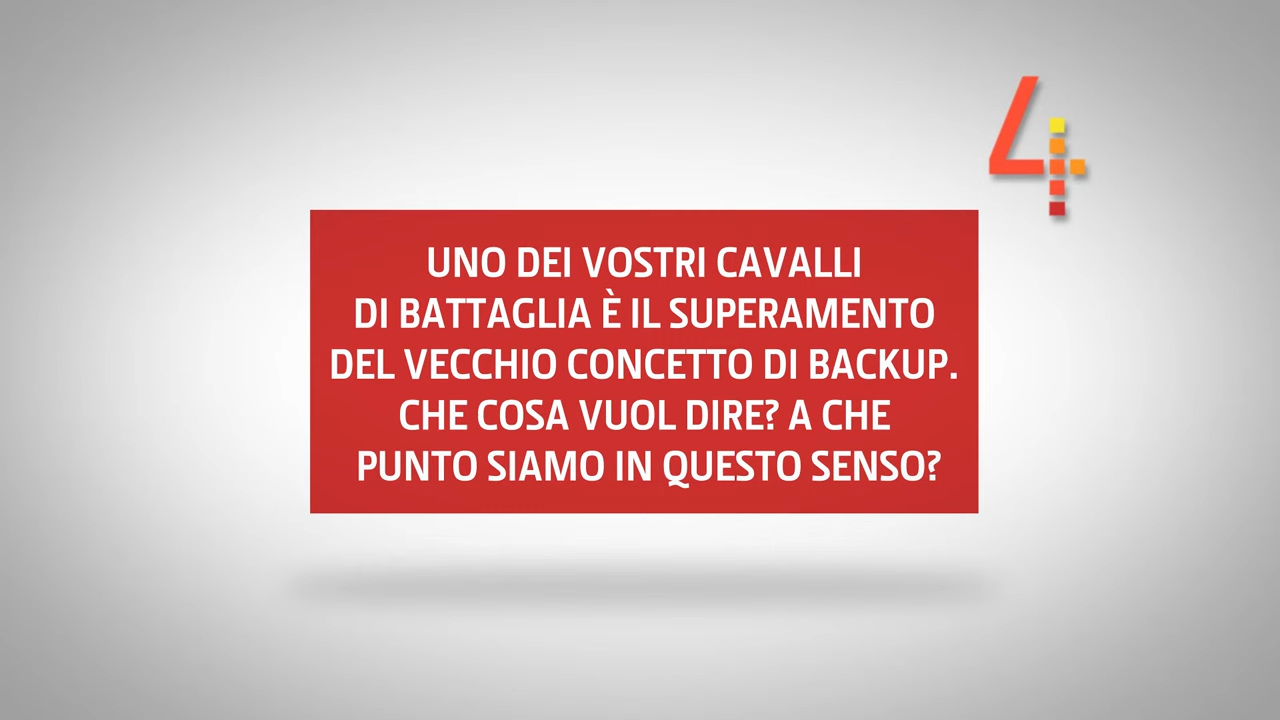 4
UNO DEI VOSTRI CAVALLI
DI BATTAGLIA È IL SUPERAMENTO
DEL VECCHIO CONCETTO DI BACKUP.
CHE COSA VUOL DIRE? A CHE
PUNTO SIAMO IN QUESTO SENSO?